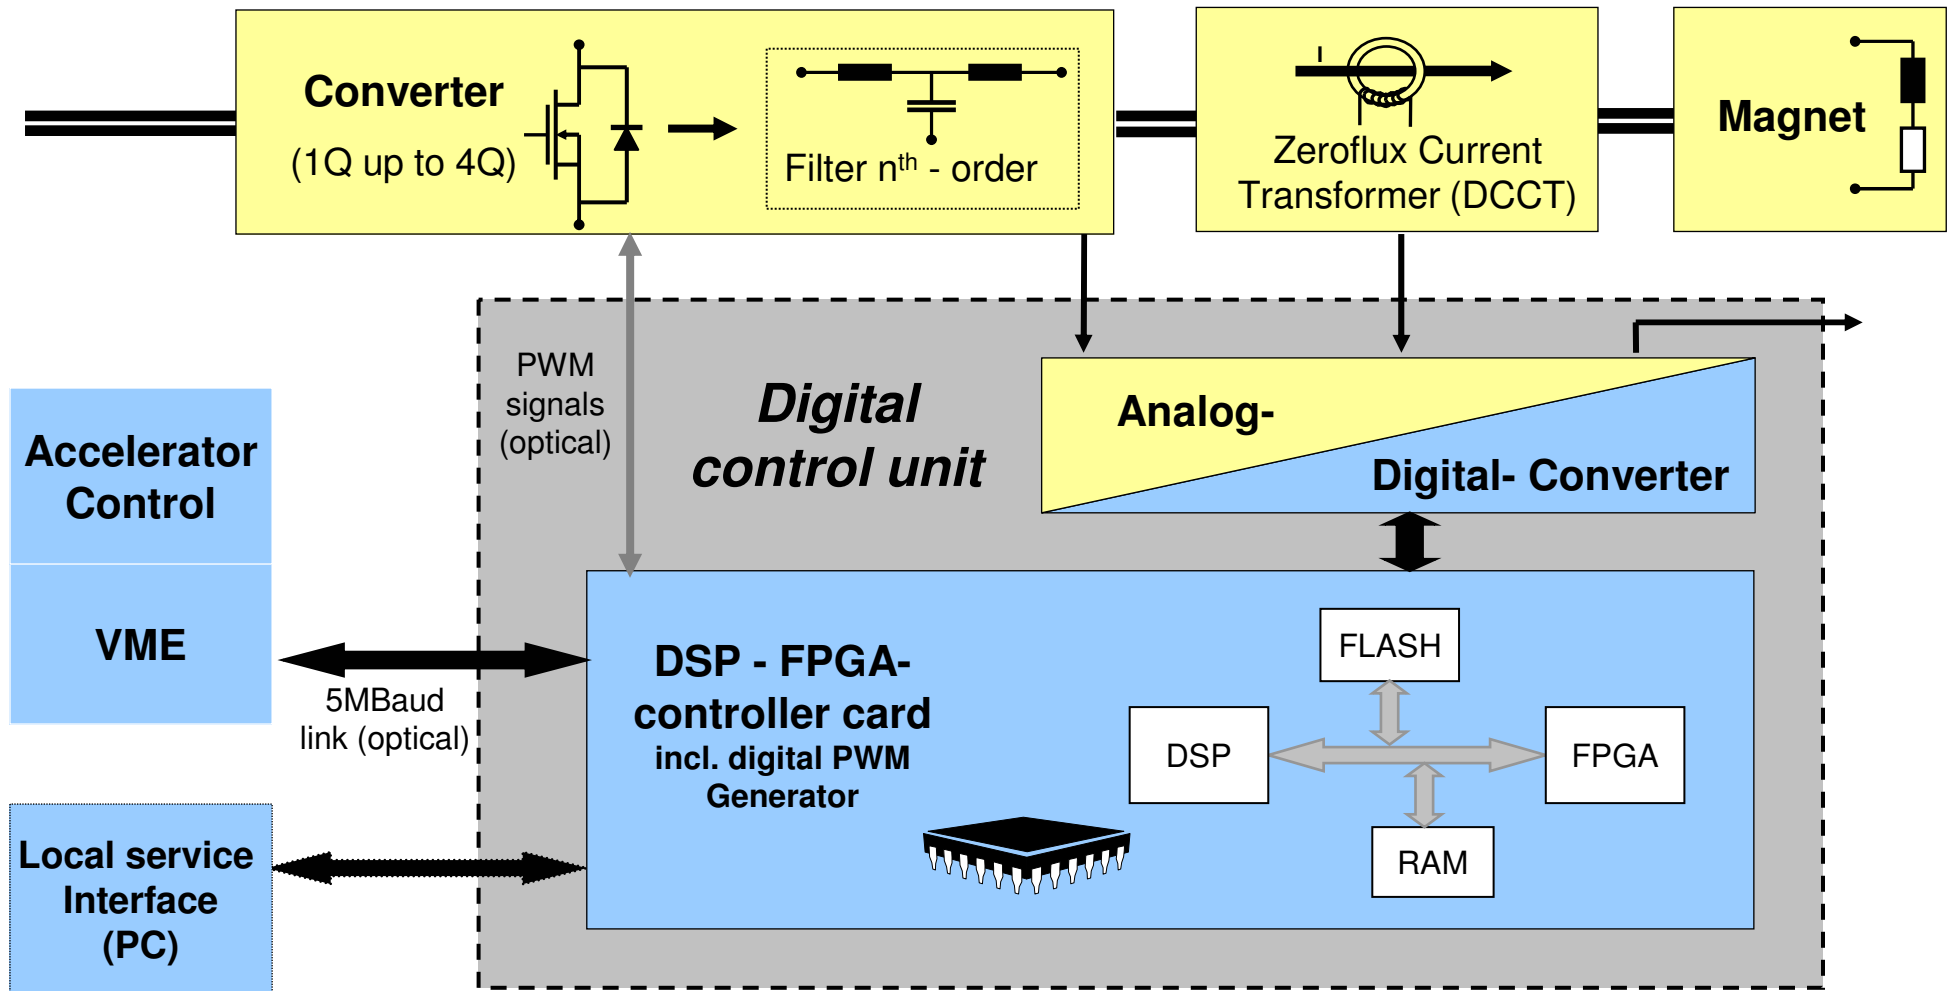 Converter
(1Q up to 4Q)
Filter nth - order
I
Zeroflux Current
Transformer (DCCT)
Magnet
PWM
signals
(optical)
Digital
control unit
Analog-
Digital- Converter
Accelerator
Control
VME
5MBaud
link (optical)
DSP - FPGA-
controller card
incl. digital PWM
Generator
FLASH
DSP
FPGA
RAM
Local service
Interface
(PC)